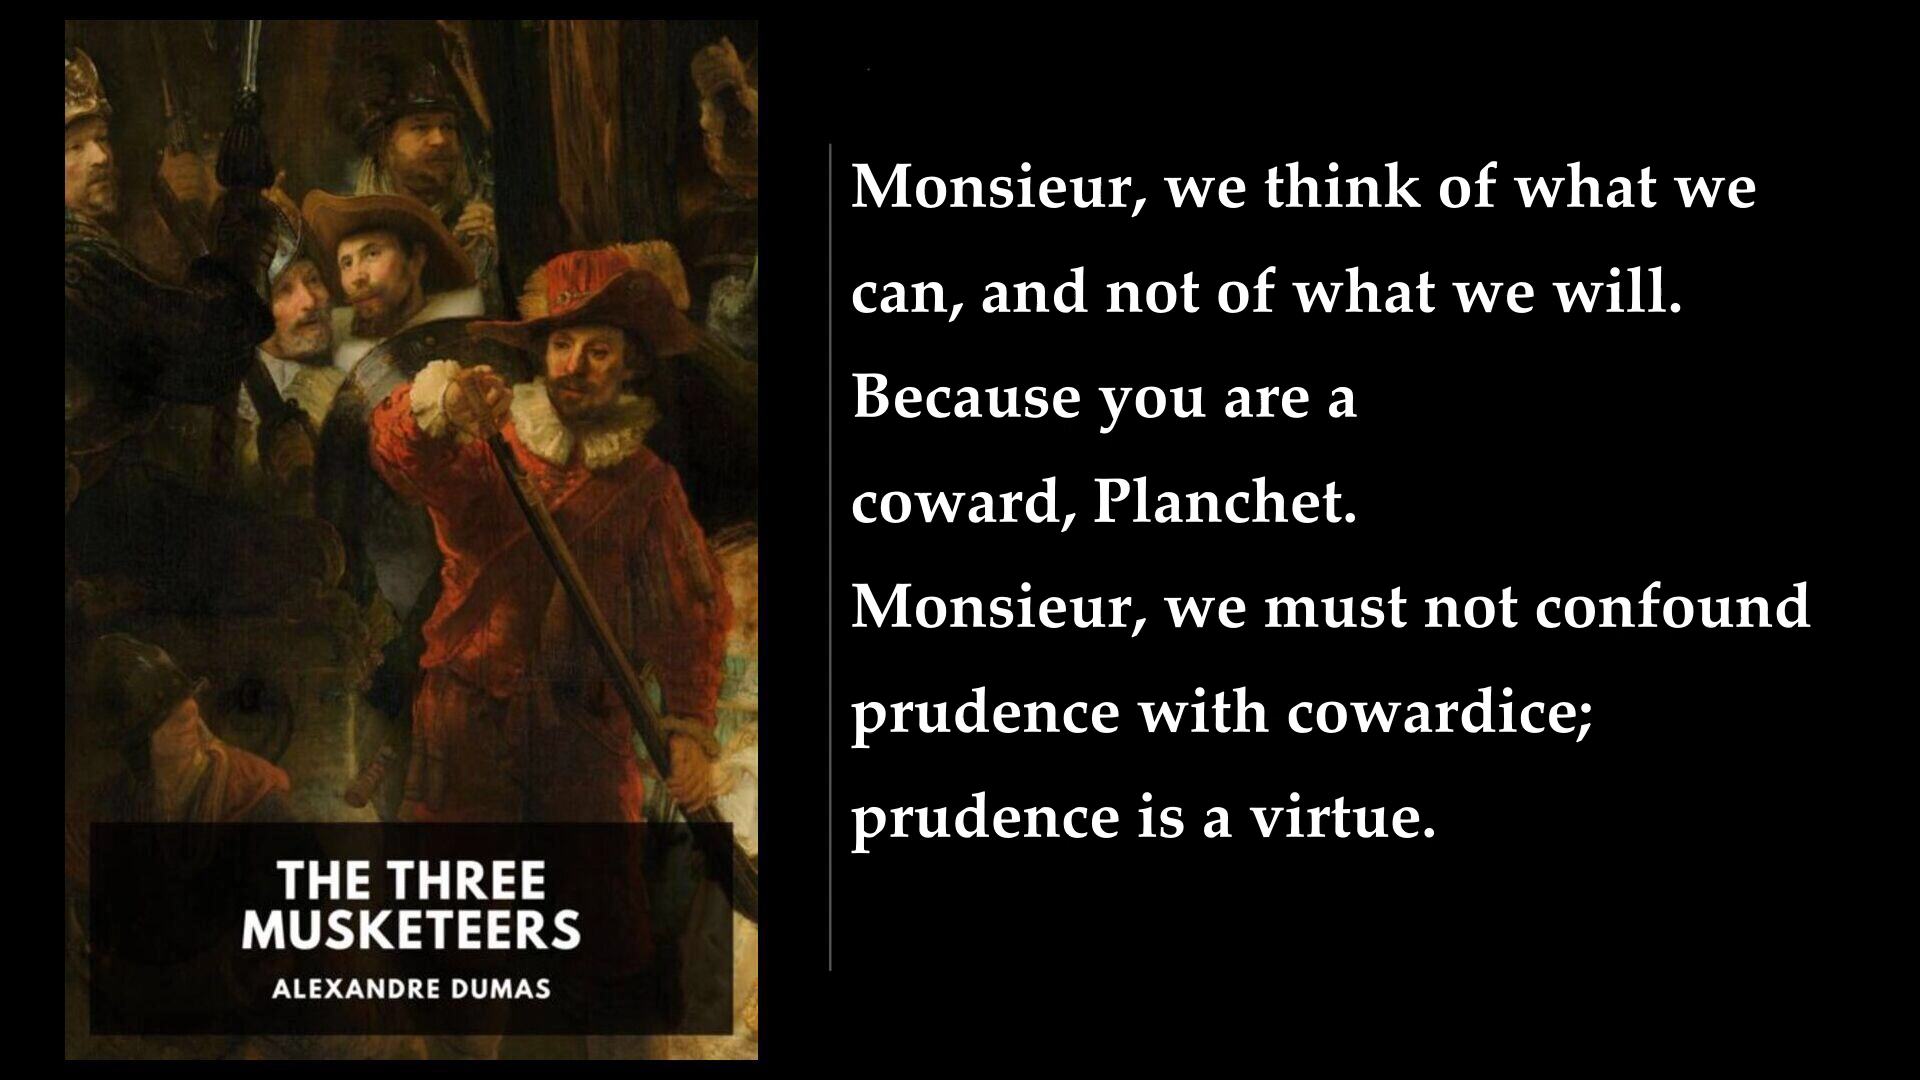 THE THREE
MUSKETEERS
ALEXANDRE DUMAS
Monsieur, we think of what we
can, and not of what we will.
Because you are a
coward, Planchet.
Monsieur, we must not confound
prudence with cowardice;
prudence is a virtue.